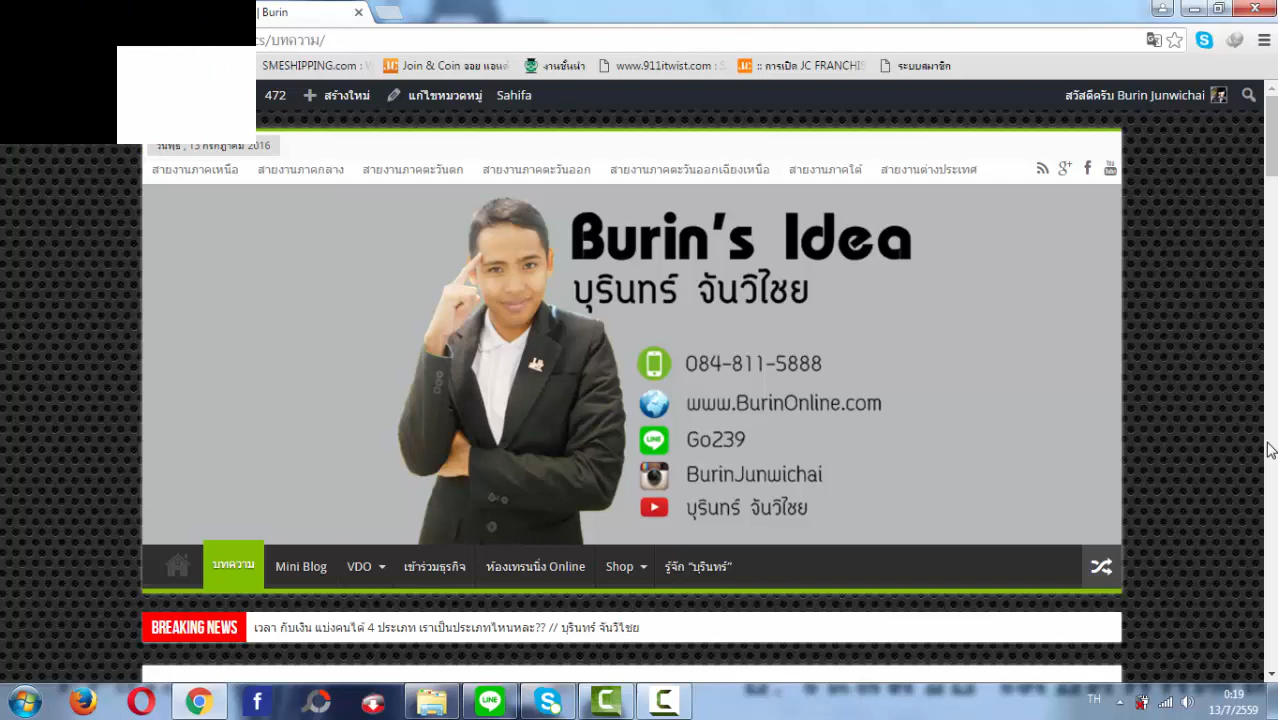 | Burin
cs/บทความ/
SMESHIPPING.com : Join & Coin จอย แอนด์ งานชั้นนำ www.911itwist.com : :: การเปิด JC FRANCHIS ระบบสมาชิก
472 สร้างใหม่ แก้ไขหมวดหมู่ Sahifa สวัสดีครับ Burin Junwichai
วันพุธ , 13 กรกฎาคม 2016
สายงานภาคเหนือ สายงานภาคกลาง สายงานภาคตะวันตก สายงานภาคตะวันออก สายงานภาคตะวันออกเฉียงเหนือ สายงานภาคใต้ สายงานต่างประเทศ
Burin's Idea
บุรินทร์ จันวิไชย
084-811-5888
www.BurinOnline.com
Go239
BurinJunwichai
บุรินทร์ จันวิไชย
บทความ Mini Blog VDO เข้าร่วมธุรกิจ ห้องเทรนนิ่ง Online Shop รู้จัก "บุรินทร์"
BREAKING NEWS เวลา กับเงิน แบ่งคนได้ 4 ประเภท เราเป็นประเภทไหนหละ?? // บุรินทร์ จันวิไชย
TH 0:19
13/7/2559